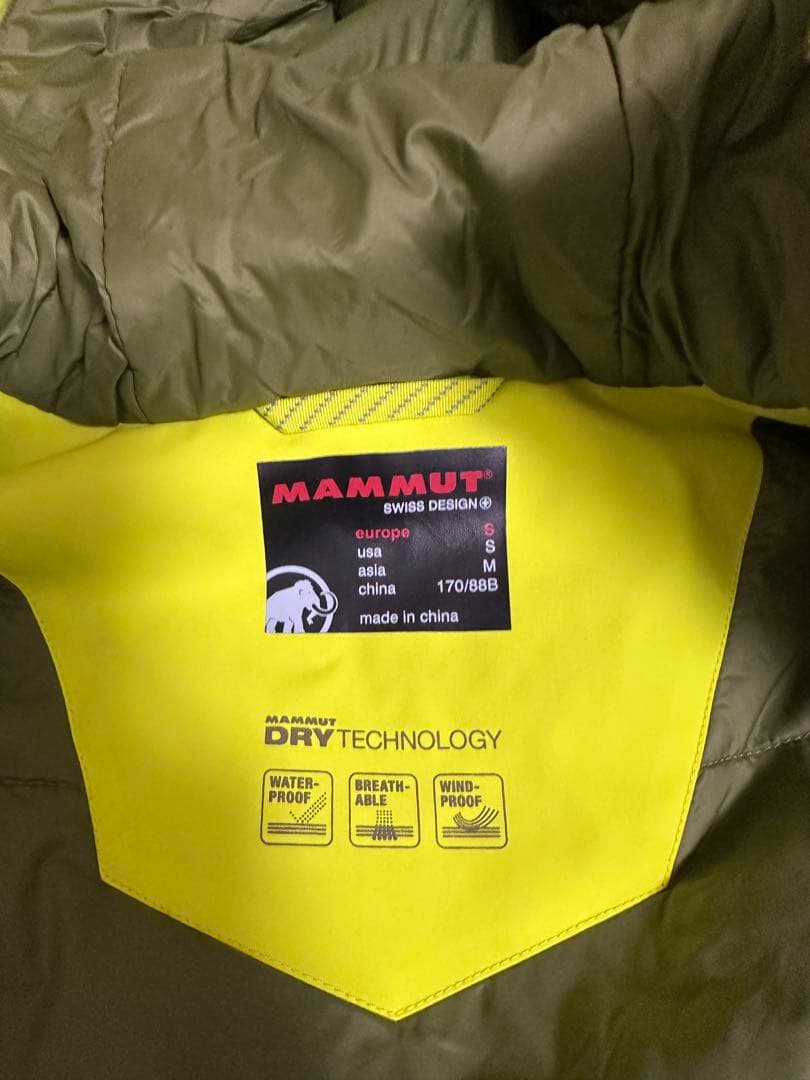 MAMMUT®
SWISS DESIGN
europe S
usa S
asia M
china 170/88B
made in china
MAMMUT
DRY TECHNOLOGY
WATER-
PROOF
BREATH-
ABLE
WIND-
PROOF